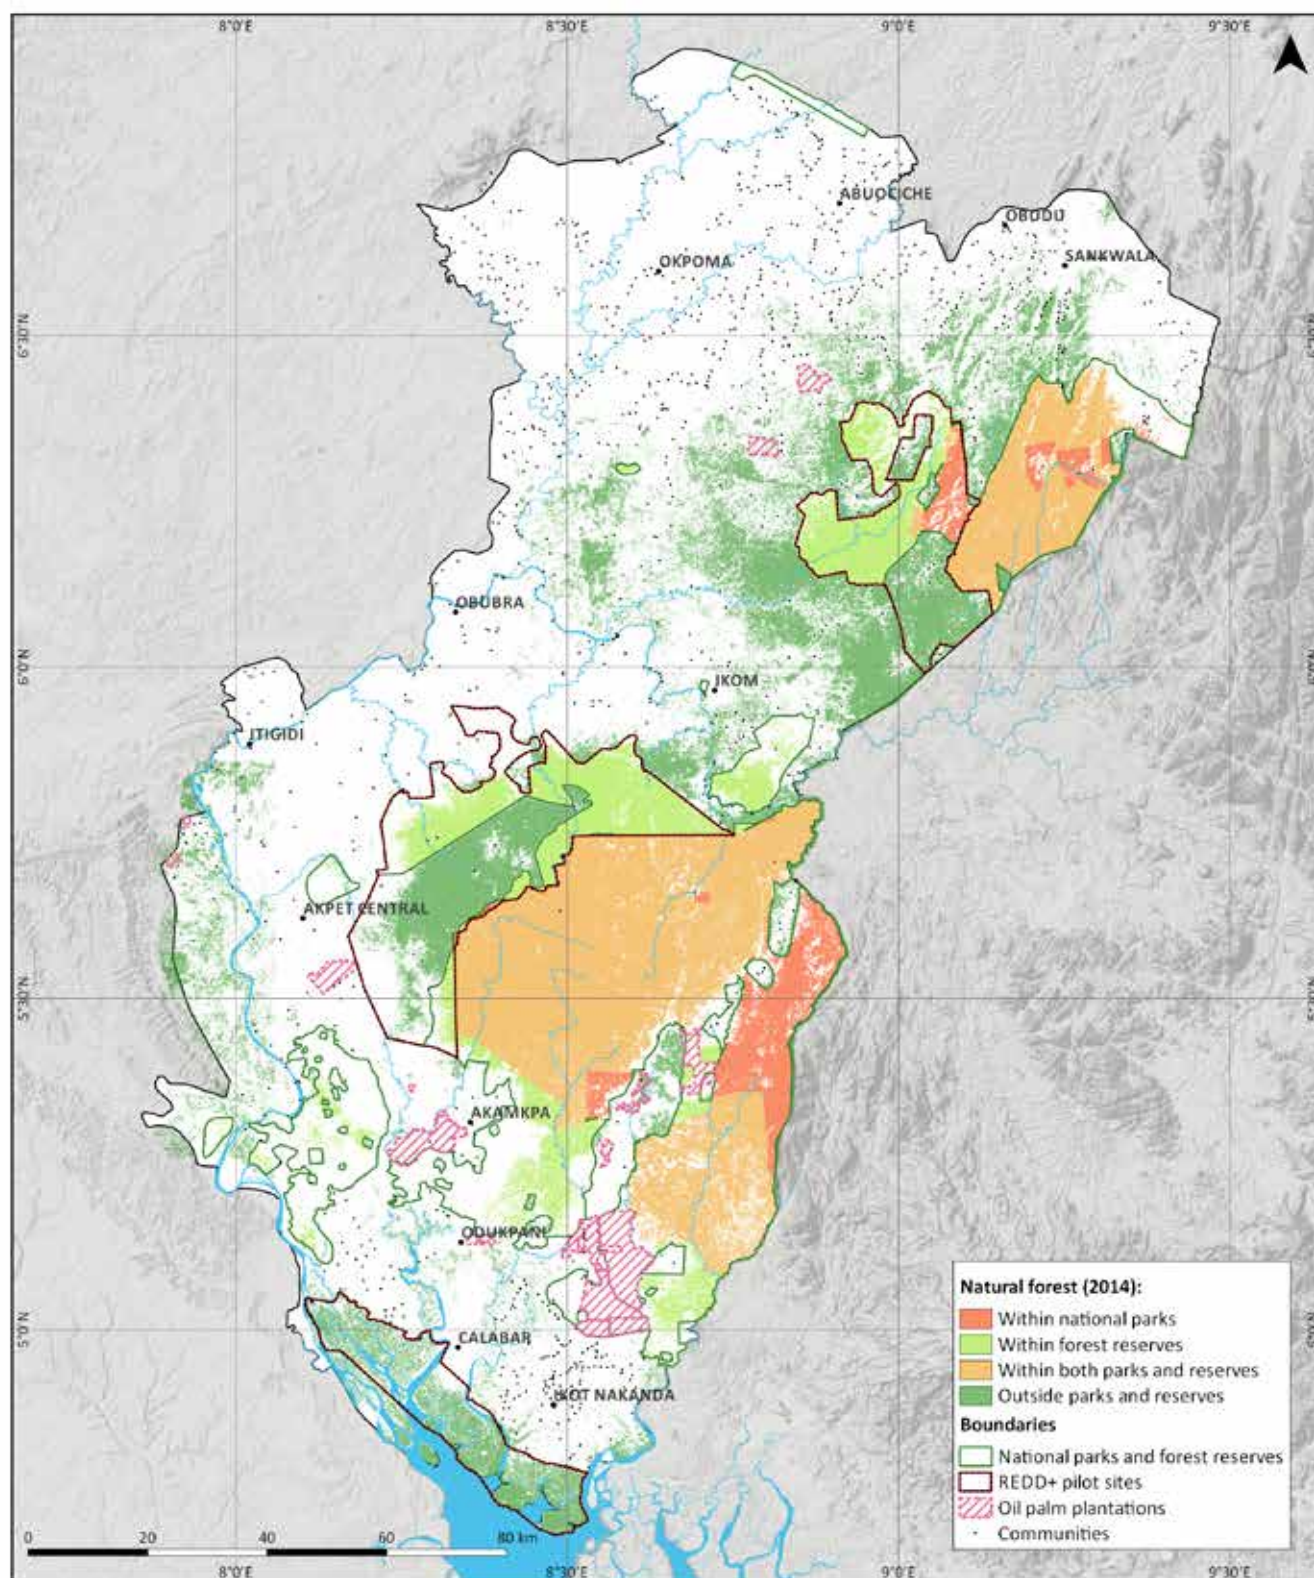 8°0'E 8°30'E 9°0'E 9°30'E
ABUOCICHE
OBUDU
SANKWALA
OKPOMA
6°30'N
OBUBRA
6°0'N 6°0'N
IKOM
ITIGIDI
AKPET CENTRAL
5°30'N
AKAMKPA
ODUKPANI
CALABAR
5°0'N
IKOT NAKANDA
Natural forest (2014):
Within national parks
Within forest reserves
Within both parks and reserves
Outside parks and reserves
Boundaries
National parks and forest reserves
REDD+ pilot sites
Oil palm plantations
Communities
0 20 40 60 80 km
8°0'E 8°30'E 9°0'E 9°30'E